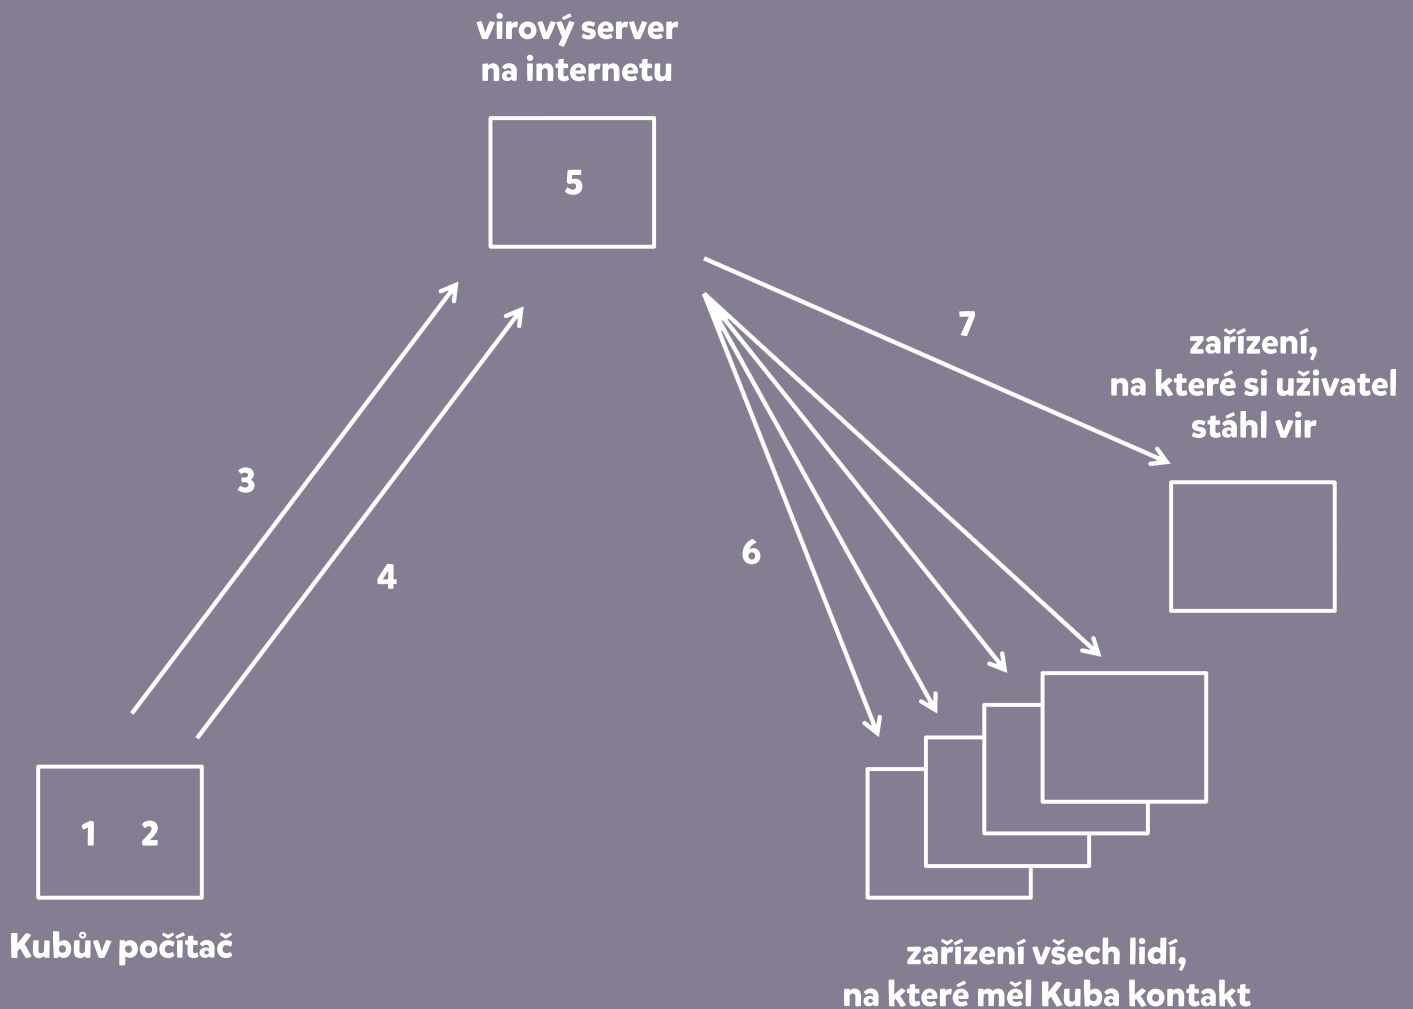 virový server
na internetu
5
7
zařízení,
na které si uživatel
stáhl vir
3
6
4
1 2
Kubův počítač
zařízení všech lidí,
na které měl Kuba kontakt